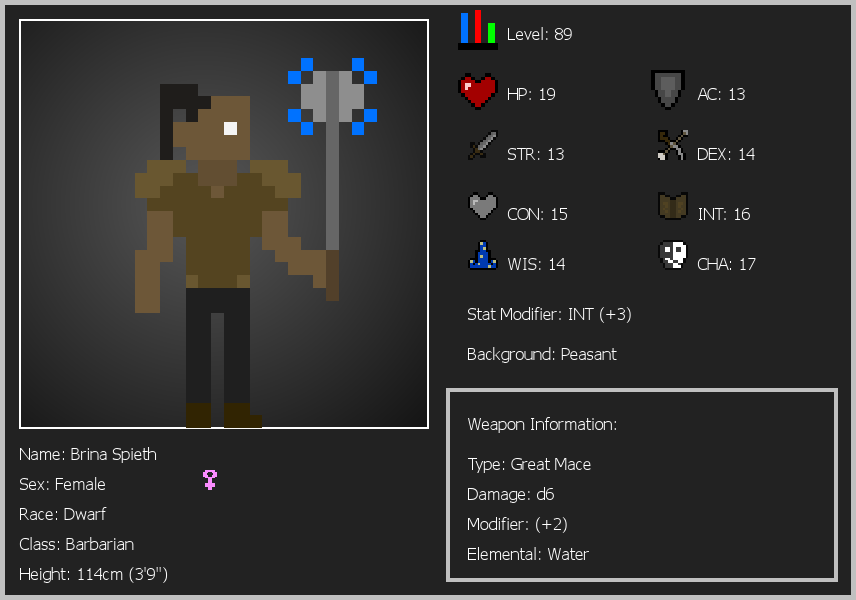 Level: 89
HP: 19
AC: 13
STR: 13
DEX: 14
CON: 15
INT: 16
WIS: 14
CHA: 17
Stat Modifier: INT (+3)
Background: Peasant
Weapon Information:
Type: Great Mace
Damage: d6
Modifier: (+2)
Elemental: Water
Name: Brina Spieth
Sex: Female
Race: Dwarf
Class: Barbarian
Height: 114cm (3'9")